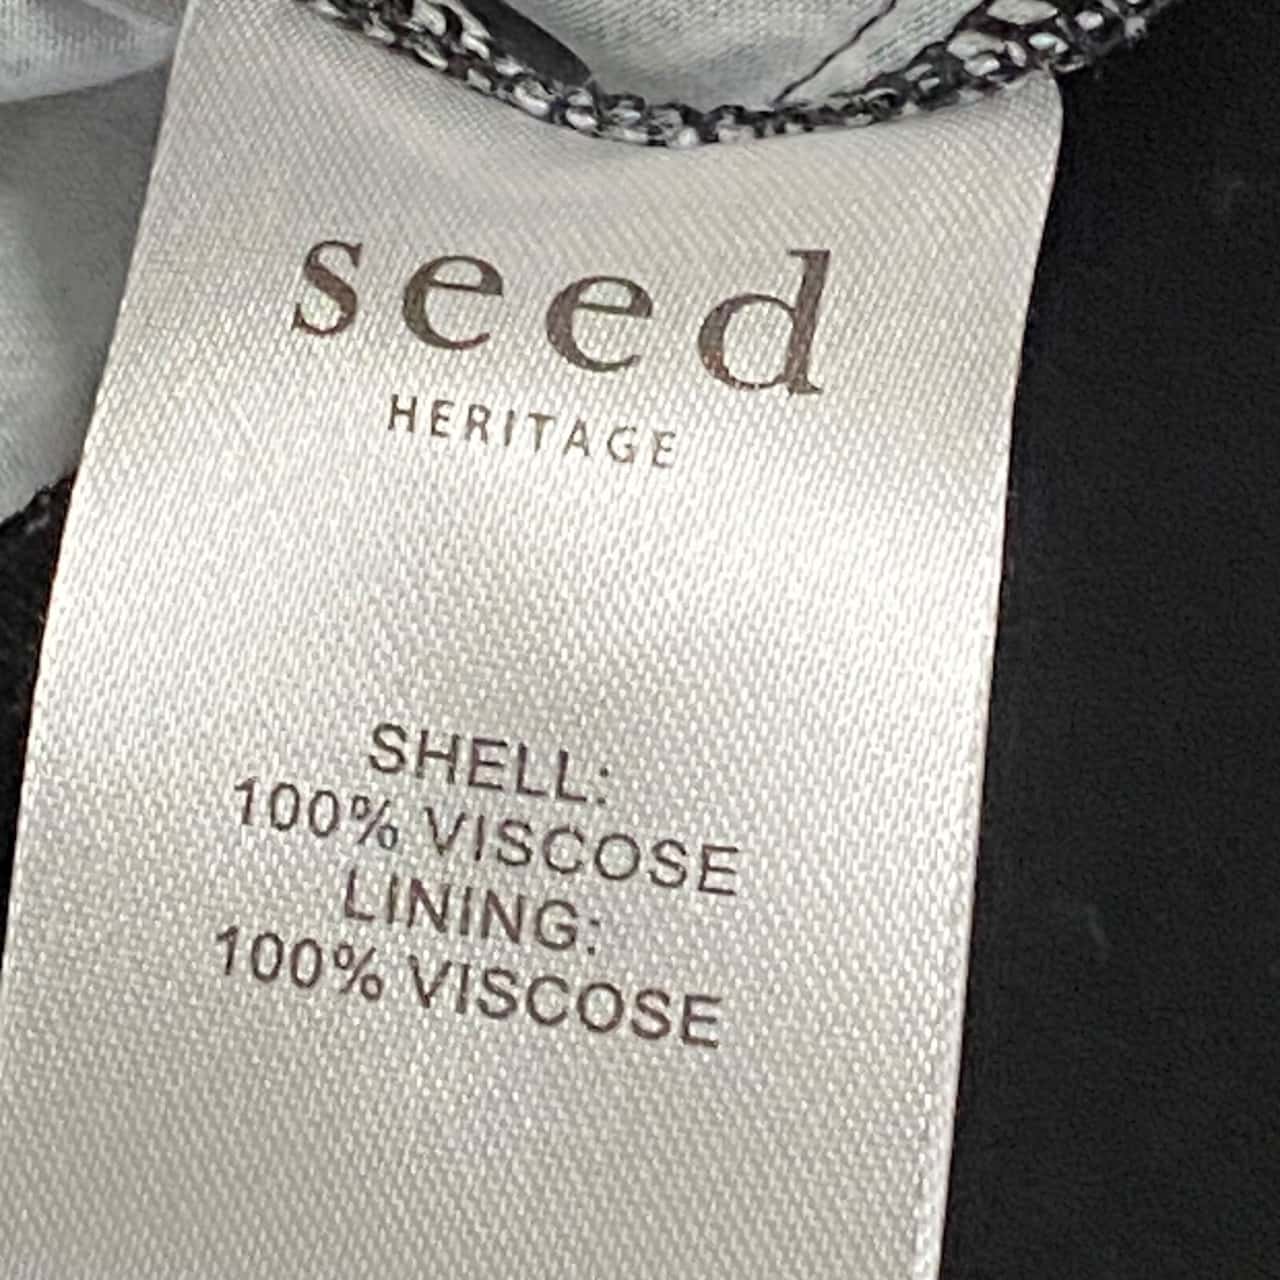 seed
HERITAGE
SHELL:
100% VISCOSE
LINING:
100% VISCOSE